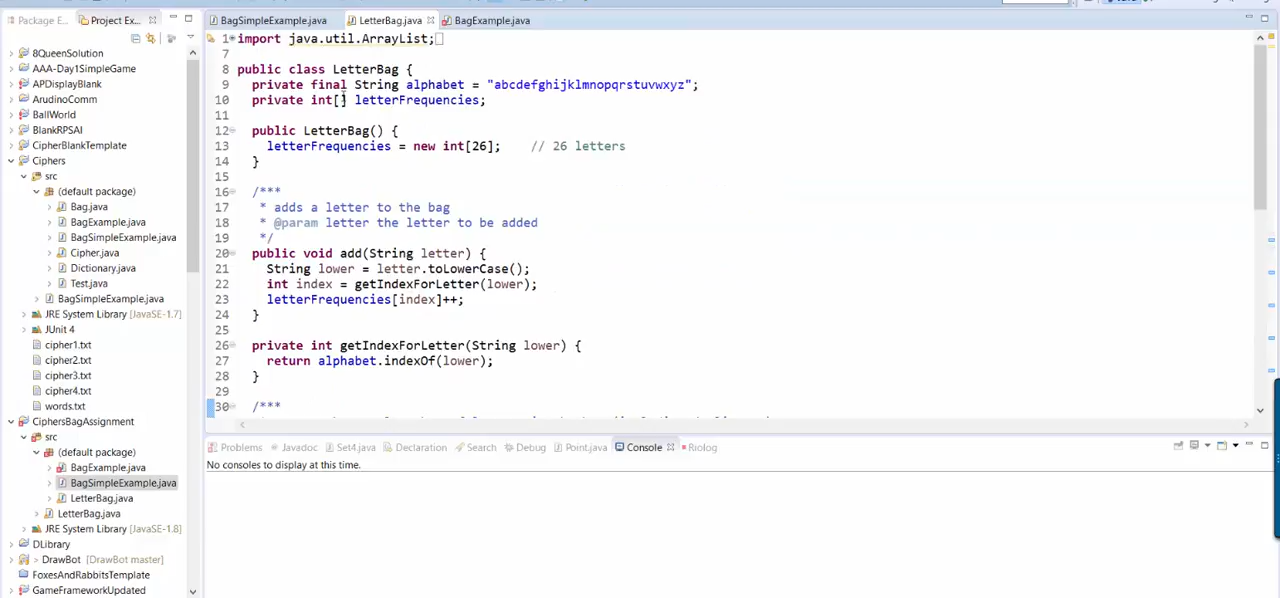 Package E...
Project Ex...
BagSimpleExample.java
LetterBag.java
BagExample.java
8QueenSolution
AAA-Day1SimpleGame
APDisplayBlank
ArudinoComm
BallWorld
BlankRPSAI
CipherBlankTemplate
Ciphers
src
(default package)
Bag.java
BagExample.java
BagSimpleExample.java
Cipher.java
Dictionary.java
Test.java
BagSimpleExample.java
JRE System Library [JavaSE-1.7]
JUnit 4
cipher1.txt
cipher2.txt
cipher3.txt
cipher4.txt
words.txt
CiphersBagAssignment
src
(default package)
BagExample.java
BagSimpleExample.java
LetterBag.java
LetterBag.java
JRE System Library [JavaSE-1.8]
DLibrary
> DrawBot [DrawBot master]
FoxesAndRabbitsTemplate
GameFrameworkUpdated
1 import java.util.ArrayList;
7
8 public class LetterBag {
9 private final String alphabet = "abcdefghijklmnopqrstuvwxyz";
10 private int[] letterFrequencies;
11
12 public LetterBag() {
13 letterFrequencies = new int[26]; // 26 letters
14 }
15
16 /***
17 * adds a letter to the bag
18 * @param letter the letter to be added
19 */
20 public void add(String letter) {
21 String lower = letter.toLowerCase();
22 int index = getIndexForLetter(lower);
23 letterFrequencies[index]++;
24 }
25
26 private int getIndexForLetter(String lower) {
27 return alphabet.indexOf(lower);
28 }
29
30 /***
Problems Javadoc Set4.java Declaration Search Debug Point.java Console Riolog
No consoles to display at this time.